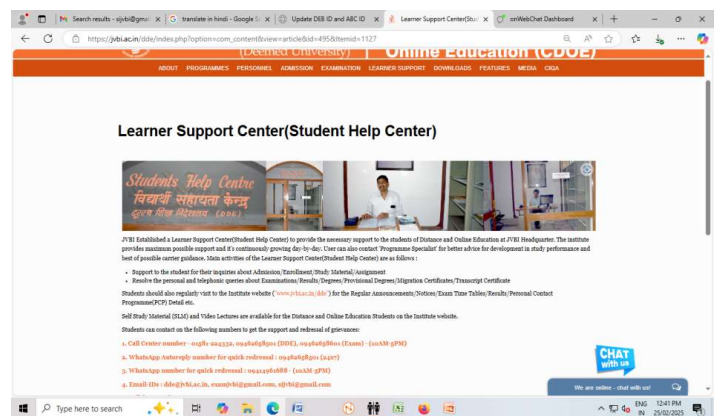 Search results - sijvbi@gmai
translate in hindi - Google S
Update DEB ID and ABC ID
Learner Support Center(Stu
onWebChat Dashboard
https://jvbi.ac.in/dde/index.php?option=com_content&view=article&id=495&Itemid=1127
(Deemed University)
Online Education (CDOE)
ABOUT PROGRAMMES PERSONNEL ADMISSION EXAMINATION LEARNER SUPPORT DOWNLOADS FEATURES MEDIA CIQA
Learner Support Center(Student Help Center)
Students Help Centre
विद्यार्थी सहायता केन्द्र
दूरस्थ शिक्षा निदेशालय (DDE)
JVBI Established a Learner Support Center(Student Help Center) to provide the necessary support to the students of Distance and Online Education at JVBI Headquarter. The institute
provides maximum possible support and it's continuously growing day-by-day. User can also contact 'Programme Specialist' for better advice for development in study performance and
best of possible carrier guidance. Main activities of the Learner Support Center(Student Help Center) are as follows :
• Support to the student for their inquiries about Admission/Enrollment/Study Material/Assignment
• Resolve the personal and telephonic queries about Examinations/Results/Degrees/Provisional Degrees/Migration Certificates/Transcript Certificate
Students should also regularly visit to the Institute website ("www.jvbi.ac.in/dde") for the Regular Announcements/Notices/Exam Time Tables/Results/Personal Contact
Programme(PCP) Detail etc.
Self Study Material (SLM) and Video Lectures are available for the Distance and Online Education Students on the Institute website.
Students can contact on the following numbers to get the support and redressal of grievances:
1. Call Center number - 01581-224332, 09462658501 (DDE), 09462658601 (Exam) - (10AM-5PM)
2. WhatsApp Autoreply number for quick redressal : 09462658501 (24x7)
3. WhatsApp number for quick redressal : 09414961688 - (10AM-5PM)
4. Email-IDs : dde@jvbi.ac.in, examjvbi@gmail.com, sijvbi@gmail.com
CHAT
with us
We are online - chat with us!
Type here to search
ENG
IN
12:41 PM
25/02/2025